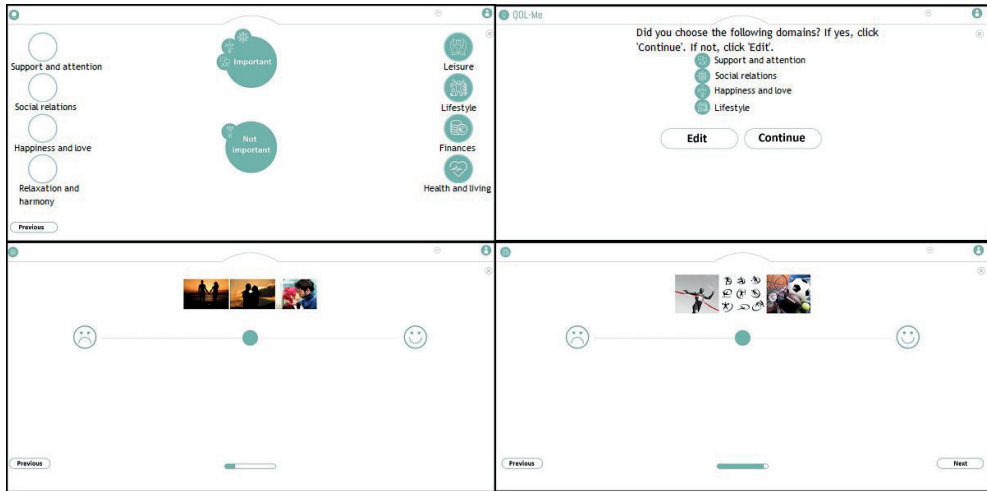 Support and attention
Social relations
Happiness and love
Relaxation and
harmony
Important
Not
important
Leisure
Lifestyle
Finances
Health and living
Previous
QOL-Me
Did you choose the following domains? If yes, click
'Continue'. If not, click 'Edit'.
Support and attention
Social relations
Happiness and love
Lifestyle
Edit
Continue
Previous
Previous
Next